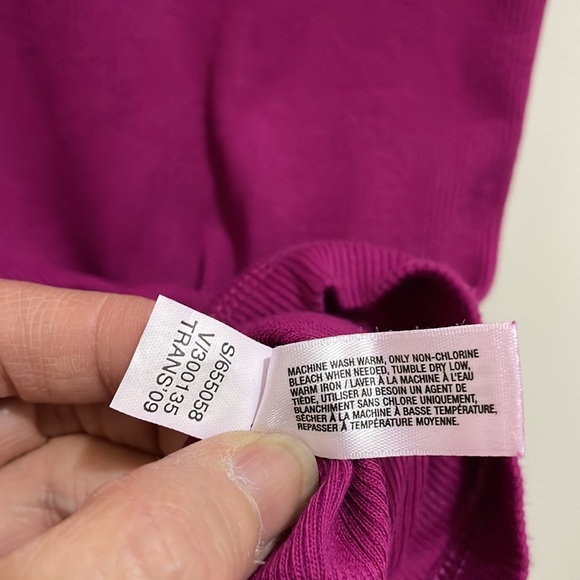 S/655058
V/300135
TRANS'09
MACHINE WASH WARM, ONLY NON-CHLORINE
BLEACH WHEN NEEDED, TUMBLE DRY LOW,
WARM IRON / LAVER À LA MACHINE À L'EAU
TIÈDE, UTILISER AU BESOIN UN AGENT DE
BLANCHIMENT SANS CHLORE UNIQUEMENT,
SÉCHER À LA MACHINE À BASSE TEMPÉRATURE,
REPASSER À TEMPÉRATURE MOYENNE.